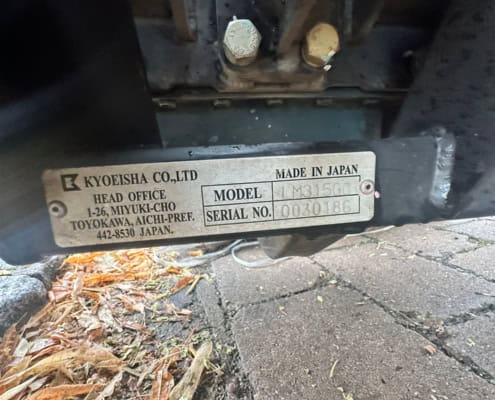 KYOEISHA CO.,LTD
HEAD OFFICE
1-26, MIYUKI-CHO
TOYOKAWA, AICHI-PREF.
442-8530 JAPAN.
MADE IN JAPAN
MODEL
SERIAL NO. 0030186